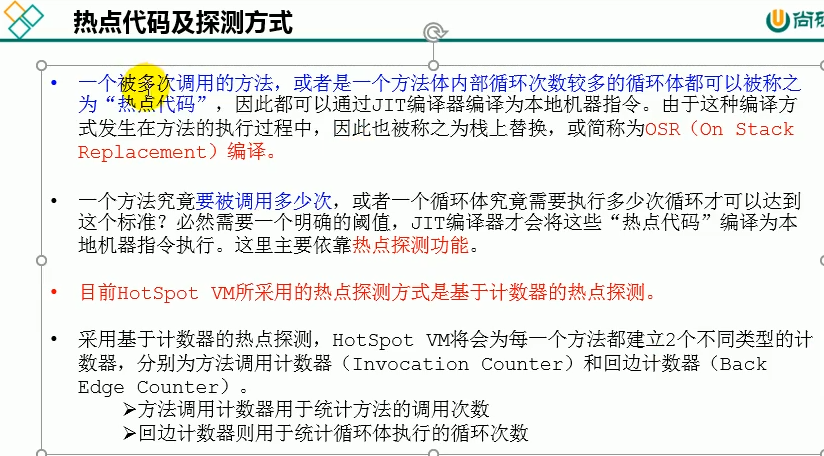 热点代码及探测方式
尚硅
• 一个被多次调用的方法，或者是一个方法体内部循环次数较多的循环体都可以被称之
为“热点代码”，因此都可以通过JIT编译器编译为本地机器指令。由于这种编译方
式发生在方法的执行过程中，因此也被称之为栈上替换，或简称为OSR（On Stack
Replacement）编译。
• 一个方法究竟要被调用多少次，或者一个循环体究竟需要执行多少次循环才可以达到
这个标准？必然需要一个明确的阈值，JIT编译器才会将这些“热点代码”编译为本
地机器指令执行。这里主要依靠热点探测功能。
• 目前HotSpot VM所采用的热点探测方式是基于计数器的热点探测。
• 采用基于计数器的热点探测，HotSpot VM将会为每一个方法都建立2个不同类型的计
数器，分别为方法调用计数器（Invocation Counter）和回边计数器（Back
Edge Counter）。
➢方法调用计数器用于统计方法的调用次数
➢回边计数器则用于统计循环体执行的循环次数